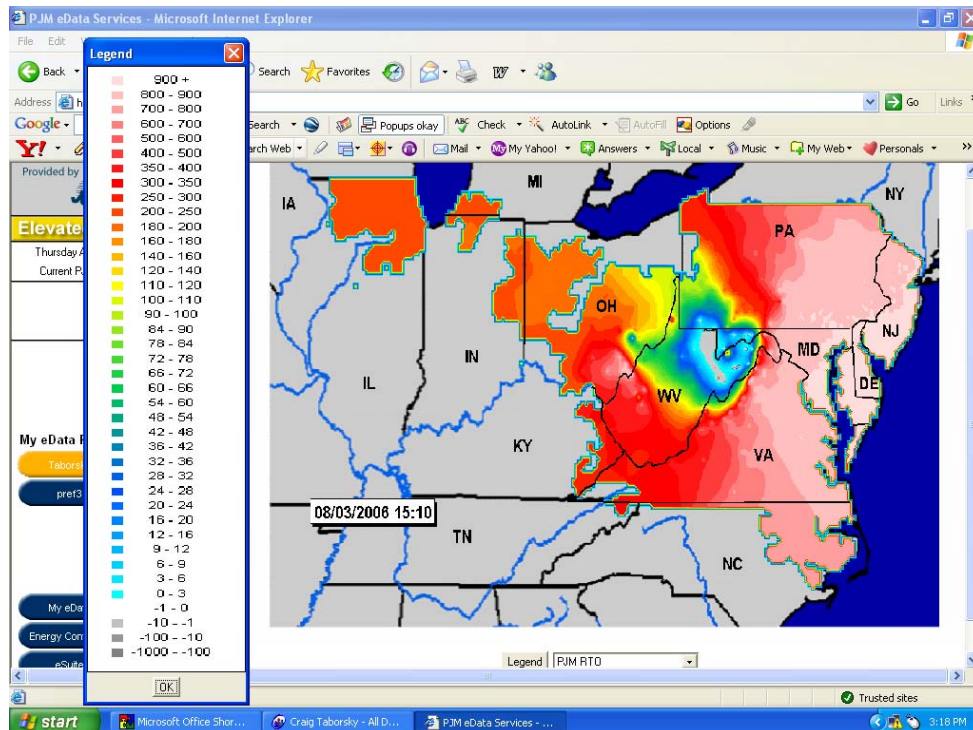 PJM eData Services - Microsoft Internet Explorer
File Edit
Back
Search Favorites
Address
Go Links
Google
Search Popups okay Check AutoLink AutoFill Options
Y!
Search Web Mail My Yahoo! Answers Local Music My Web Personals
Legend
900 +
800 - 900
700 - 800
600 - 700
500 - 600
400 - 500
350 - 400
300 - 350
250 - 300
200 - 250
180 - 200
160 - 180
140 - 160
120 - 140
110 - 120
100 - 110
90 - 100
84 - 90
78 - 84
72 - 78
66 - 72
60 - 66
54 - 60
48 - 54
42 - 48
36 - 42
32 - 36
28 - 32
24 - 28
20 - 24
16 - 20
12 - 16
9 - 12
6 - 9
3 - 6
0 - 3
-1 - 0
-10 - -1
-100 - -10
-1000 - -100
OK
Provided by
Elevate
Thursday A
Current P
My eData P
Taborsk
pref3
My eDa
Energy Com
eSuite
MI
NY
IA
PA
OH
NJ
MD
IN
IL
DE
WV
KY
VA
08/03/2006 15:10
TN
NC
Legend PJM RTO
Trusted sites
start Microsoft Office Shor... Craig Taborsky - All D... PJM eData Services - ... 3:18 PM